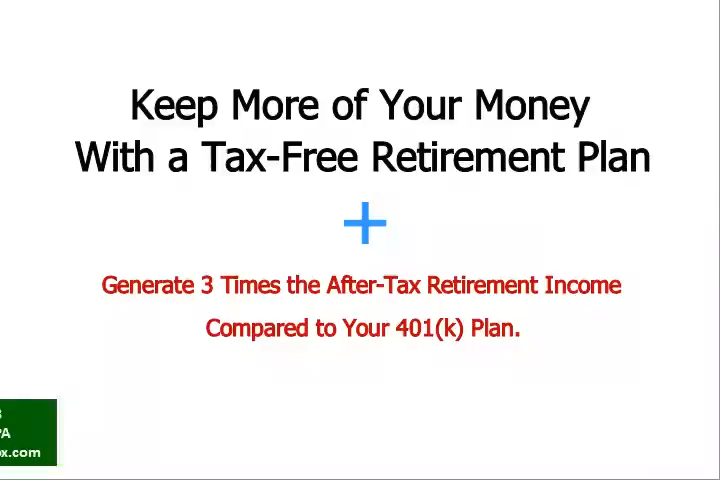 Keep More of Your Money
With a Tax-Free Retirement Plan
+
Generate 3 Times the After-Tax Retirement Income
Compared to Your 401(k) Plan.
x.com